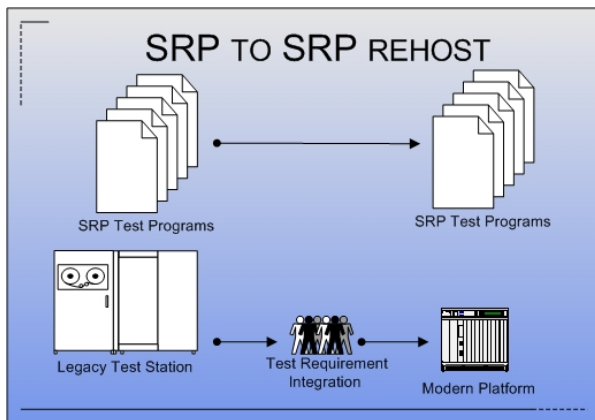 SRP TO SRP REHOST
SRP Test Programs
SRP Test Programs
Legacy Test Station
Test Requirement
Integration
Modern Platform